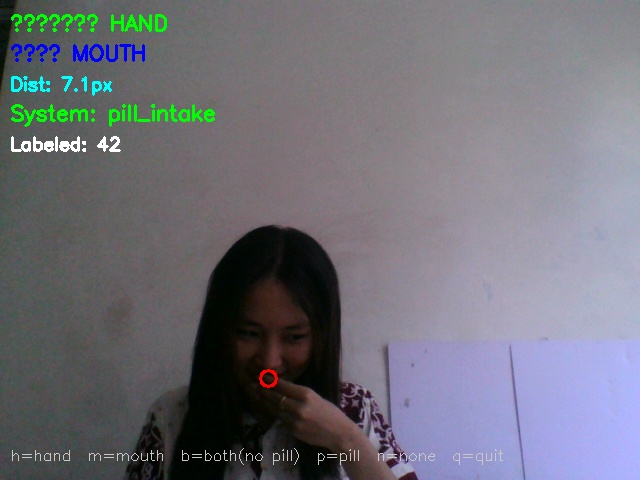 ??????? HAND
???? MOUTH
Dist: 7.1px
System: pill_intake
Labeled: 42
h=hand m=mouth b=both(no pill) p=pill n=none q=quit